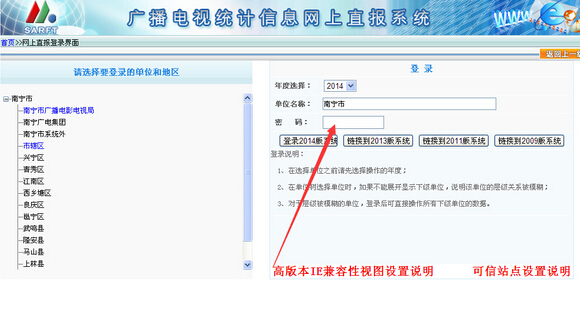 SARFT
广播电视统计信息网上直报系统
WWW.
首页>>网上直报登录界面
请选择要登录的单位和地区
南宁市
南宁市广播电影电视局
南宁广电集团
南宁市系统外
市辖区
兴宁区
青秀区
江南区
西乡塘区
良庆区
邕宁区
武鸣县
隆安县
马山县
上林县
登 录
年度选择： 2014
单位名称： 南宁市
密 码：
登录2014版系统 链接到2013版系统 链接到2011版系统 链接到2009版系统
登录说明：
1、在选择单位之前请先选择操作的年度；
2、在单位树选择单位时，如果不能展开显示下级单位，说明该单位的层级关系被模糊；
3、对于层级被模糊的单位，登录后可直接操作所有下级单位的数据。
高版本IE兼容性视图设置说明 可信站点设置说明